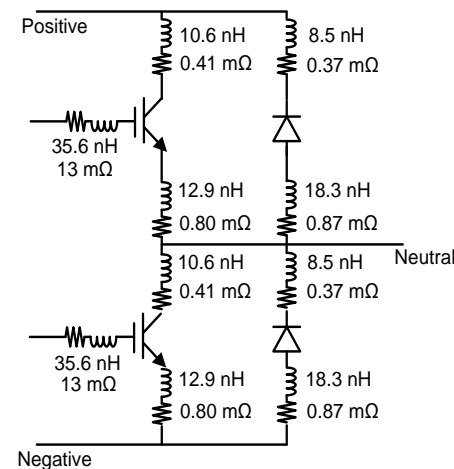 Positive
10.6 nH
8.5 nH
0.41 mΩ
0.37 mΩ
35.6 nH
13 mΩ
12.9 nH
18.3 nH
0.80 mΩ
0.87 mΩ
Neutral
10.6 nH
8.5 nH
0.41 mΩ
0.37 mΩ
35.6 nH
13 mΩ
12.9 nH
18.3 nH
0.80 mΩ
0.87 mΩ
Negative